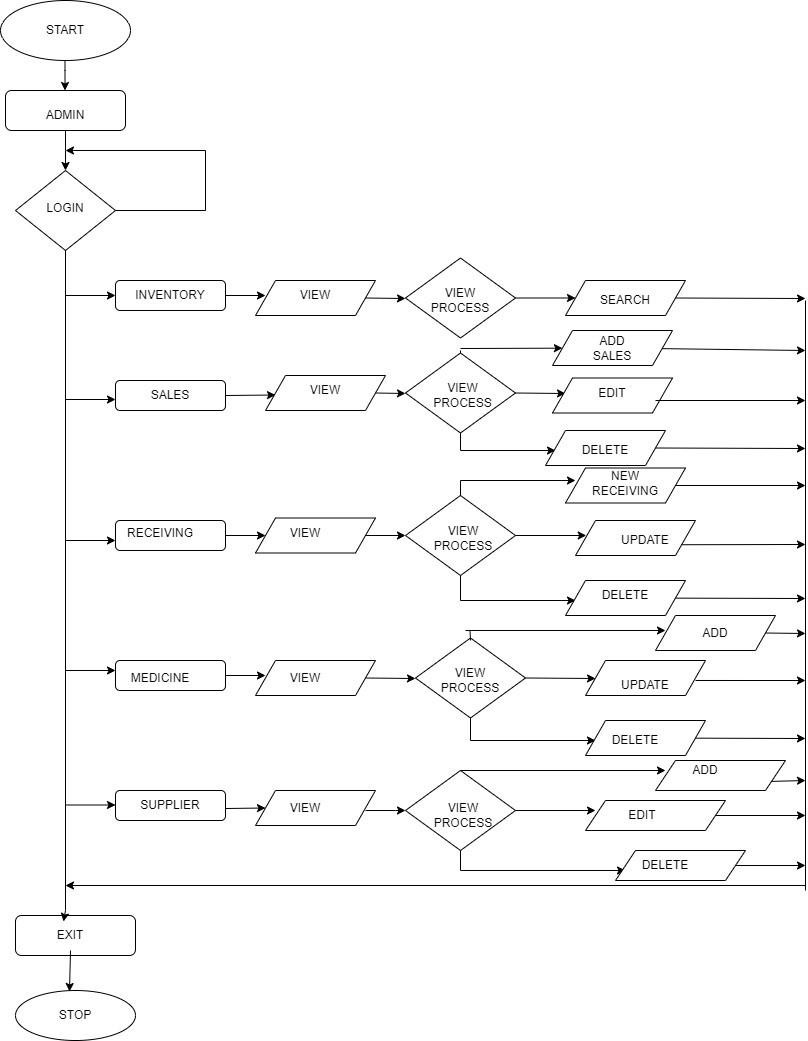 START
ADMIN
LOGIN
INVENTORY
VIEW
VIEW
PROCESS
SEARCH
SALES
VIEW
VIEW
PROCESS
ADD
SALES
EDIT
DELETE
RECEIVING
VIEW
VIEW
PROCESS
NEW
RECEIVING
UPDATE
DELETE
MEDICINE
VIEW
VIEW
PROCESS
ADD
UPDATE
DELETE
SUPPLIER
VIEW
VIEW
PROCESS
ADD
EDIT
DELETE
EXIT
STOP